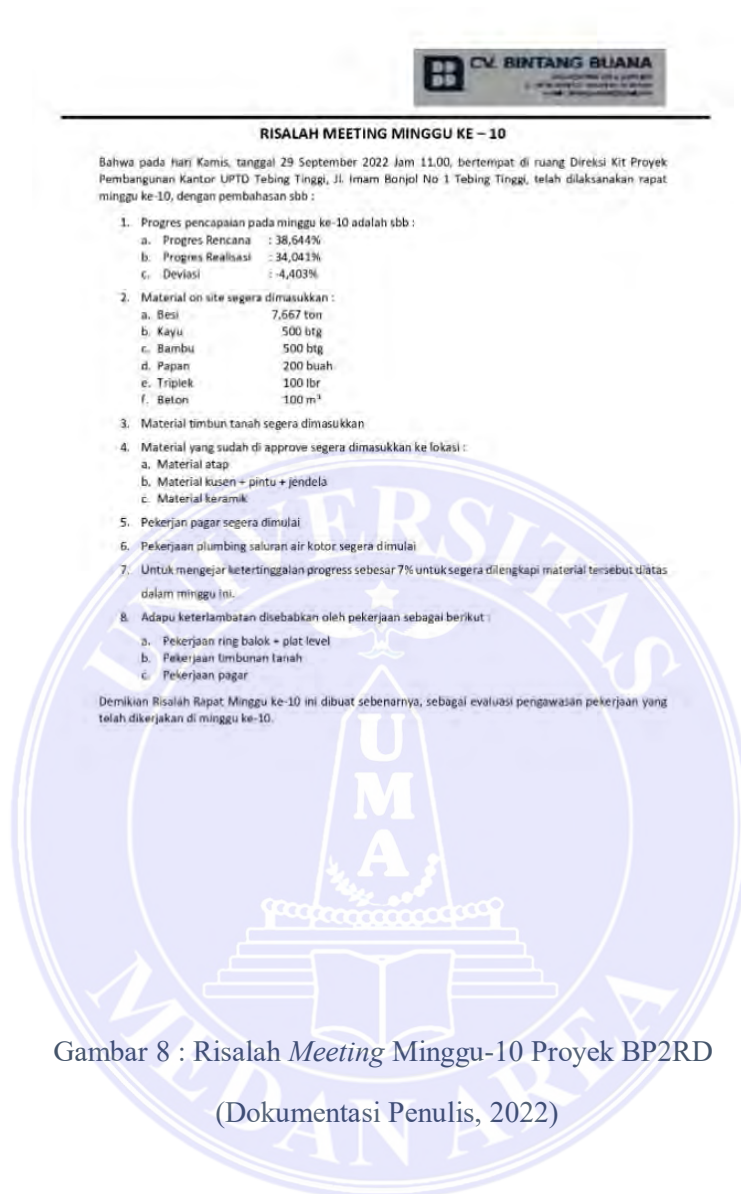 CV. BINTANG BUANA
RISALAH MEETING MINGGU KE – 10
Bahwa pada hari Kamis, tanggal 29 September 2022 Jam 11.00, bertempat di ruang Direksi Kit Proyek
Pembangunan Kantor UPTD Tebing Tinggi, Jl. Imam Bonjol No 1 Tebing Tinggi, telah dilaksanakan rapat
minggu ke-10, dengan pembahasan sbb :
1. Progres pencapaian pada minggu ke-10 adalah sbb :
a. Progres Rencana : 38,644%
b. Progres Realisasi : 34,041%
c. Deviasi : -4,403%
2. Material on site segera dimasukkan :
a. Besi 7,667 ton
b. Kayu 500 btg
c. Bambu 500 btg
d. Papan 200 buah
e. Triplek 100 lbr
f. Beton 100 m³
3. Material timbun tanah segera dimasukkan
4. Material yang sudah di approve segera dimasukkan ke lokasi :
a. Material atap
b. Material kusen + pintu + jendela
c. Material keramik
5. Pekerjan pagar segera dimulai
6. Pekerjaan plumbing saluran air kotor segera dimulai
7. Untuk mengejar ketertinggalan progress sebesar 7% untuk segera dilengkapi material tersebut diatas
dalam minggu ini.
8. Adapu keterlambatan disebabkan oleh pekerjaan sebagai berikut :
a. Pekerjaan ring balok + plat level
b. Pekerjaan timbunan tanah
c. Pekerjaan pagar
Demikian Risalah Rapat Minggu ke-10 ini dibuat sebenarnya, sebagai evaluasi pengawasan pekerjaan yang
telah dikerjakan di minggu ke-10.
UNIVERSITAS
UMA
MEDAN AREA
Gambar 8 : Risalah Meeting Minggu-10 Proyek BP2RD
(Dokumentasi Penulis, 2022)